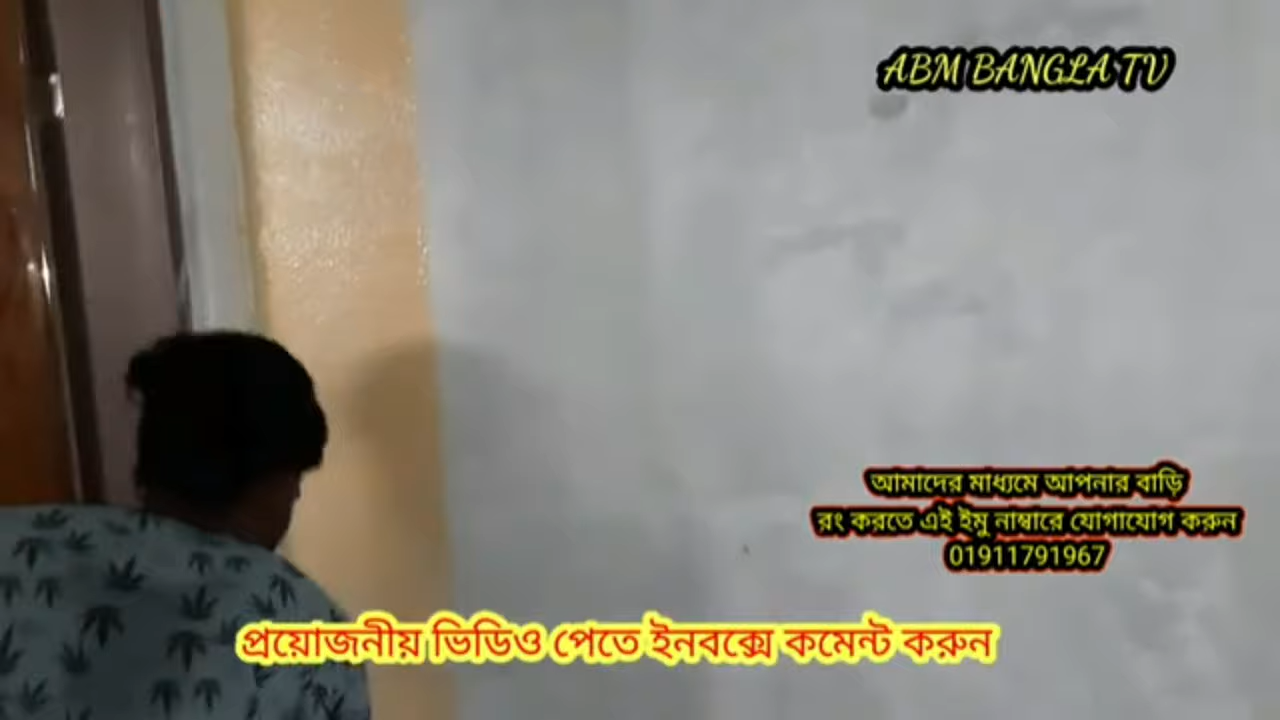 ABM BANGLA TV
আমাদের মাধ্যমে আপনার বাড়ি
রং করতে এই ইমু নাম্বারে যোগাযোগ করুন
01911791967
প্রয়োজনীয় ভিডিও পেতে ইনবক্সে কমেন্ট করুন